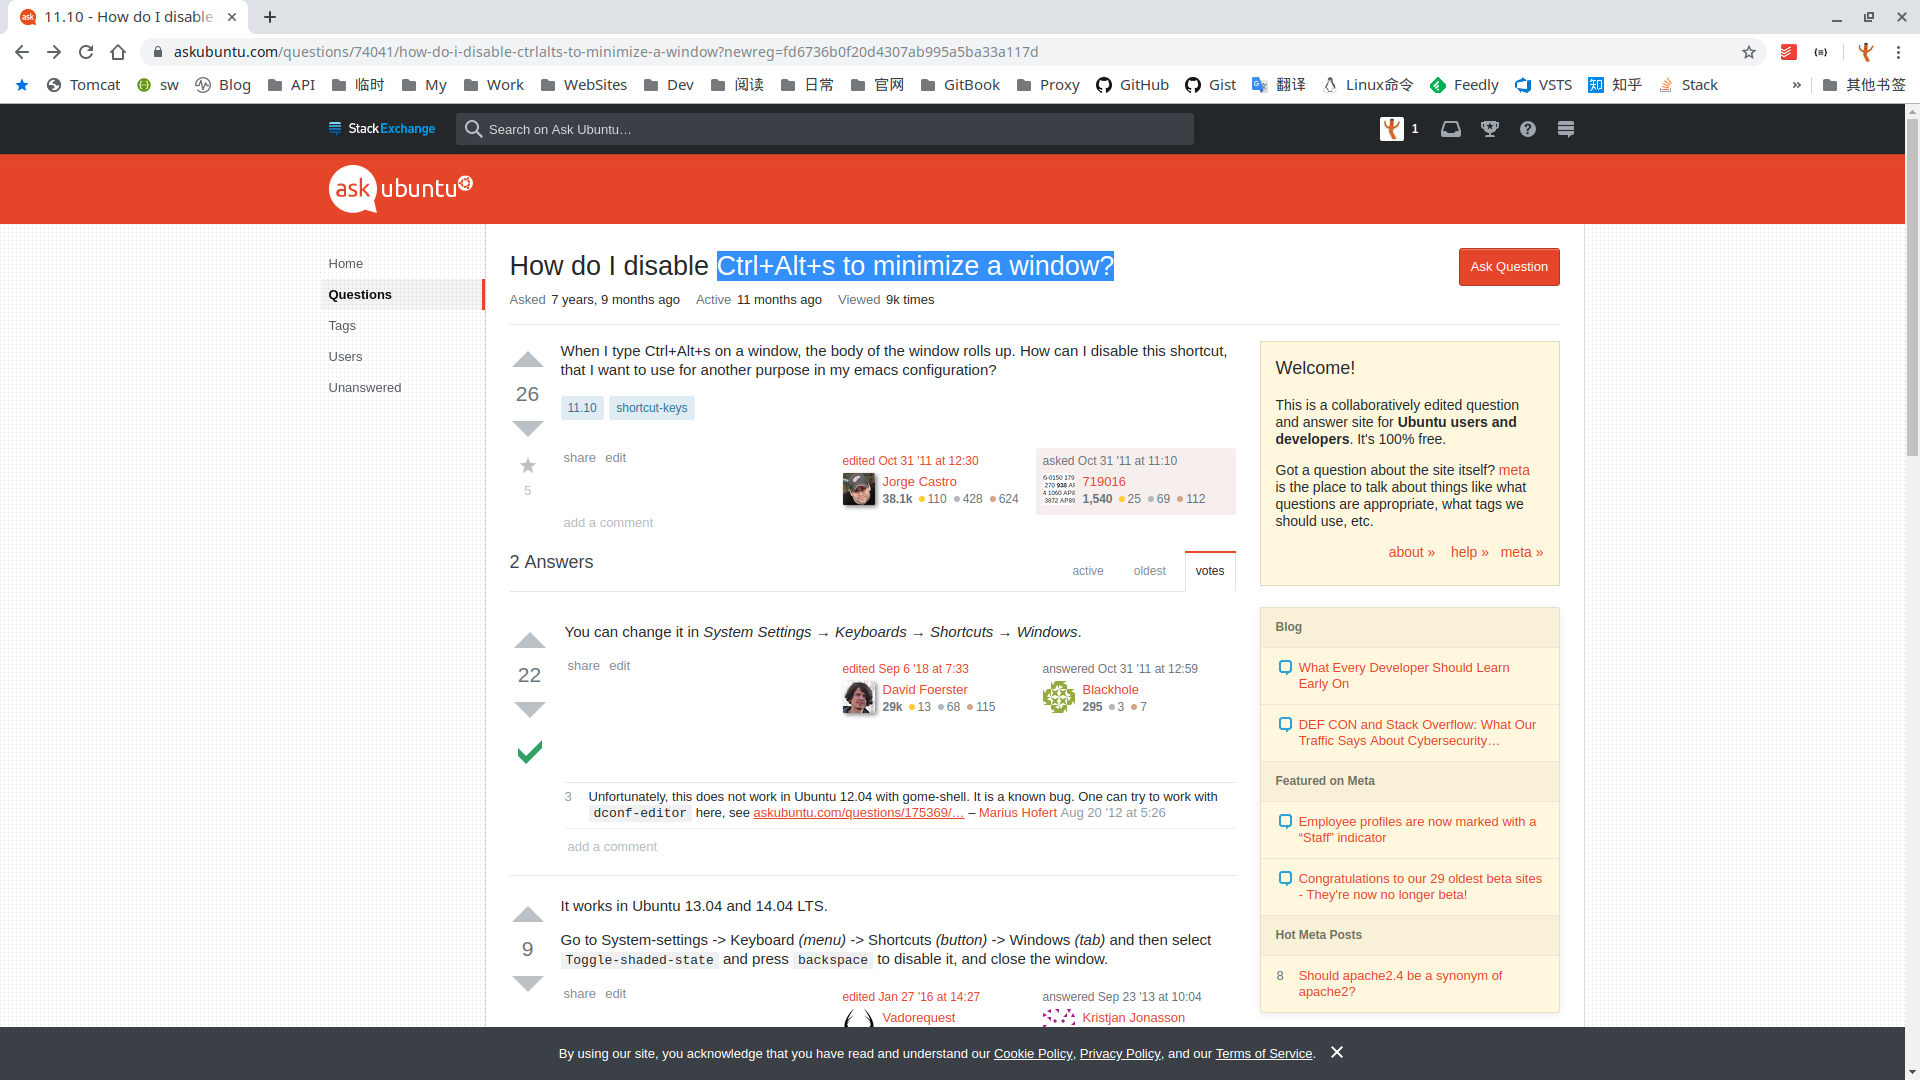 11.10 - How do I disable
askubuntu.com/questions/74041/how-do-i-disable-ctrlalts-to-minimize-a-window?newreg=fd6736b0f20d4307ab995a5ba33a117d
Tomcat sw Blog API 临时 My Work WebSites Dev 阅读 日常 官网 GitBook Proxy GitHub Gist 翻译 Linux命令 Feedly VSTS 知乎 Stack » 其他书签
StackExchange Search on Ask Ubuntu… 1
ask ubuntu
Home
Questions
Tags
Users
Unanswered
How do I disable Ctrl+Alt+s to minimize a window?
Ask Question
Asked 7 years, 9 months ago Active 11 months ago Viewed 9k times
When I type Ctrl+Alt+s on a window, the body of the window rolls up. How can I disable this shortcut,
that I want to use for another purpose in my emacs configuration?
26
11.10 shortcut-keys
5
share edit
edited Oct 31 '11 at 12:30
Jorge Castro
38.1k 110 428 624
asked Oct 31 '11 at 11:10
719016
1,540 25 69 112
add a comment
2 Answers
active oldest votes
You can change it in System Settings → Keyboards → Shortcuts → Windows.
22
share edit
edited Sep 6 '18 at 7:33
David Foerster
29k 13 68 115
answered Oct 31 '11 at 12:59
Blackhole
295 3 7
3 Unfortunately, this does not work in Ubuntu 12.04 with gome-shell. It is a known bug. One can try to work with
dconf-editor here, see askubuntu.com/questions/175369/… – Marius Hofert Aug 20 '12 at 5:26
add a comment
It works in Ubuntu 13.04 and 14.04 LTS.
9
Go to System-settings -> Keyboard (menu) -> Shortcuts (button) -> Windows (tab) and then select
Toggle-shaded-state and press backspace to disable it, and close the window.
share edit
edited Jan 27 '16 at 14:27
Vadorequest
answered Sep 23 '13 at 10:04
Kristjan Jonasson
Welcome!
This is a collaboratively edited question
and answer site for Ubuntu users and
developers. It's 100% free.
Got a question about the site itself? meta
is the place to talk about things like what
questions are appropriate, what tags we
should use, etc.
about » help » meta »
Blog
What Every Developer Should Learn
Early On
DEF CON and Stack Overflow: What Our
Traffic Says About Cybersecurity…
Featured on Meta
Employee profiles are now marked with a
“Staff” indicator
Congratulations to our 29 oldest beta sites
- They're now no longer beta!
Hot Meta Posts
8 Should apache2.4 be a synonym of
apache2?
By using our site, you acknowledge that you have read and understand our Cookie Policy, Privacy Policy, and our Terms of Service.